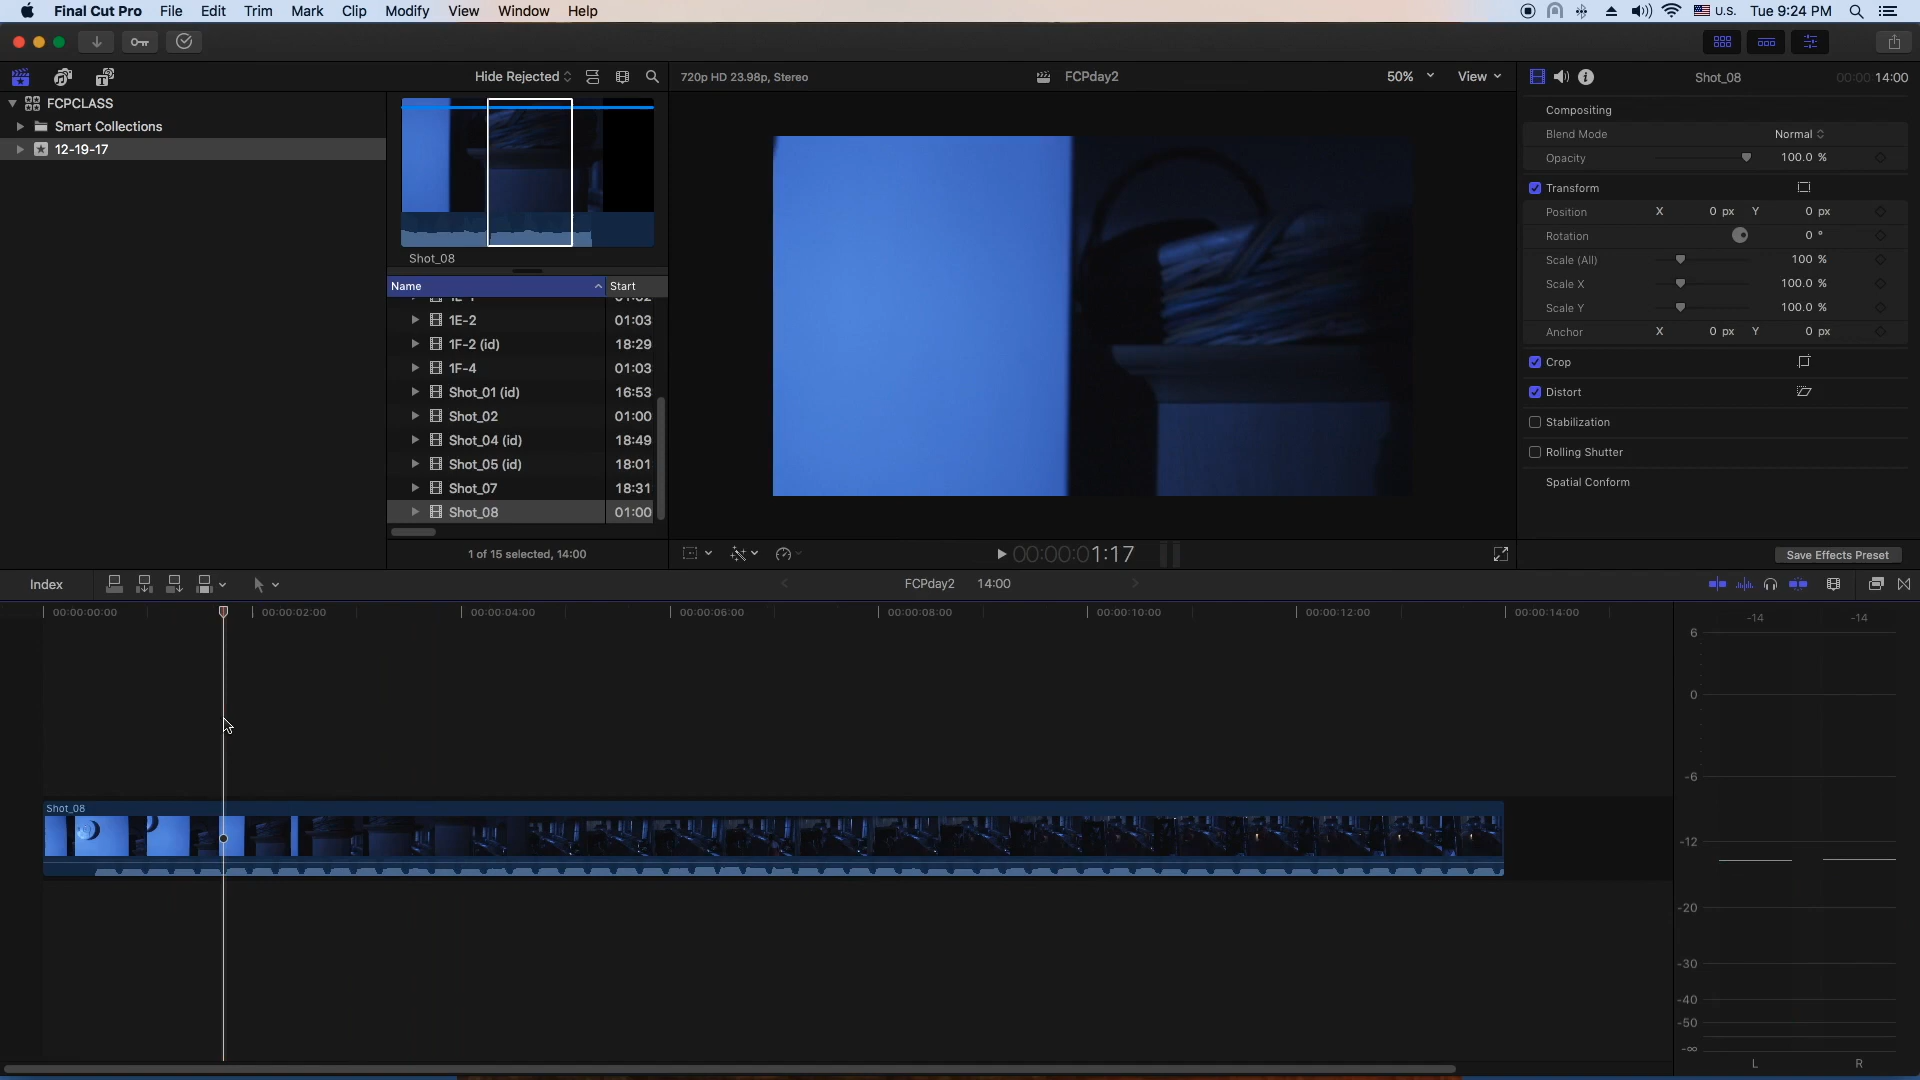 Final Cut Pro File Edit Trim Mark Clip Modify View Window Help U.S. Tue 9:24 PM
Hide Rejected 720p HD 23.98p, Stereo FCPday2 50% View Shot_08 00:00:14:00
FCPCLASS
Smart Collections
12-19-17
Shot_08
Name Start
1E-2 01:03
1F-2 (id) 18:29
1F-4 01:03
Shot_01 (id) 16:53
Shot_02 01:00
Shot_04 (id) 18:49
Shot_05 (id) 18:01
Shot_07 18:31
Shot_08 01:00
1 of 15 selected, 14:00
00:00:01:17
Compositing
Blend Mode Normal
Opacity 100.0 %
Transform
Position X 0 px Y 0 px
Rotation 0 °
Scale (All) 100 %
Scale X 100.0 %
Scale Y 100.0 %
Anchor X 0 px Y 0 px
Crop
Distort
Stabilization
Rolling Shutter
Spatial Conform
Save Effects Preset
Index FCPday2 14:00
00:00:00:00 00:00:02:00 00:00:04:00 00:00:06:00 00:00:08:00 00:00:10:00 00:00:12:00 00:00:14:00
Shot_08
-14 -14
6
0
-6
-12
-20
-30
-40
-50
-∞
L R